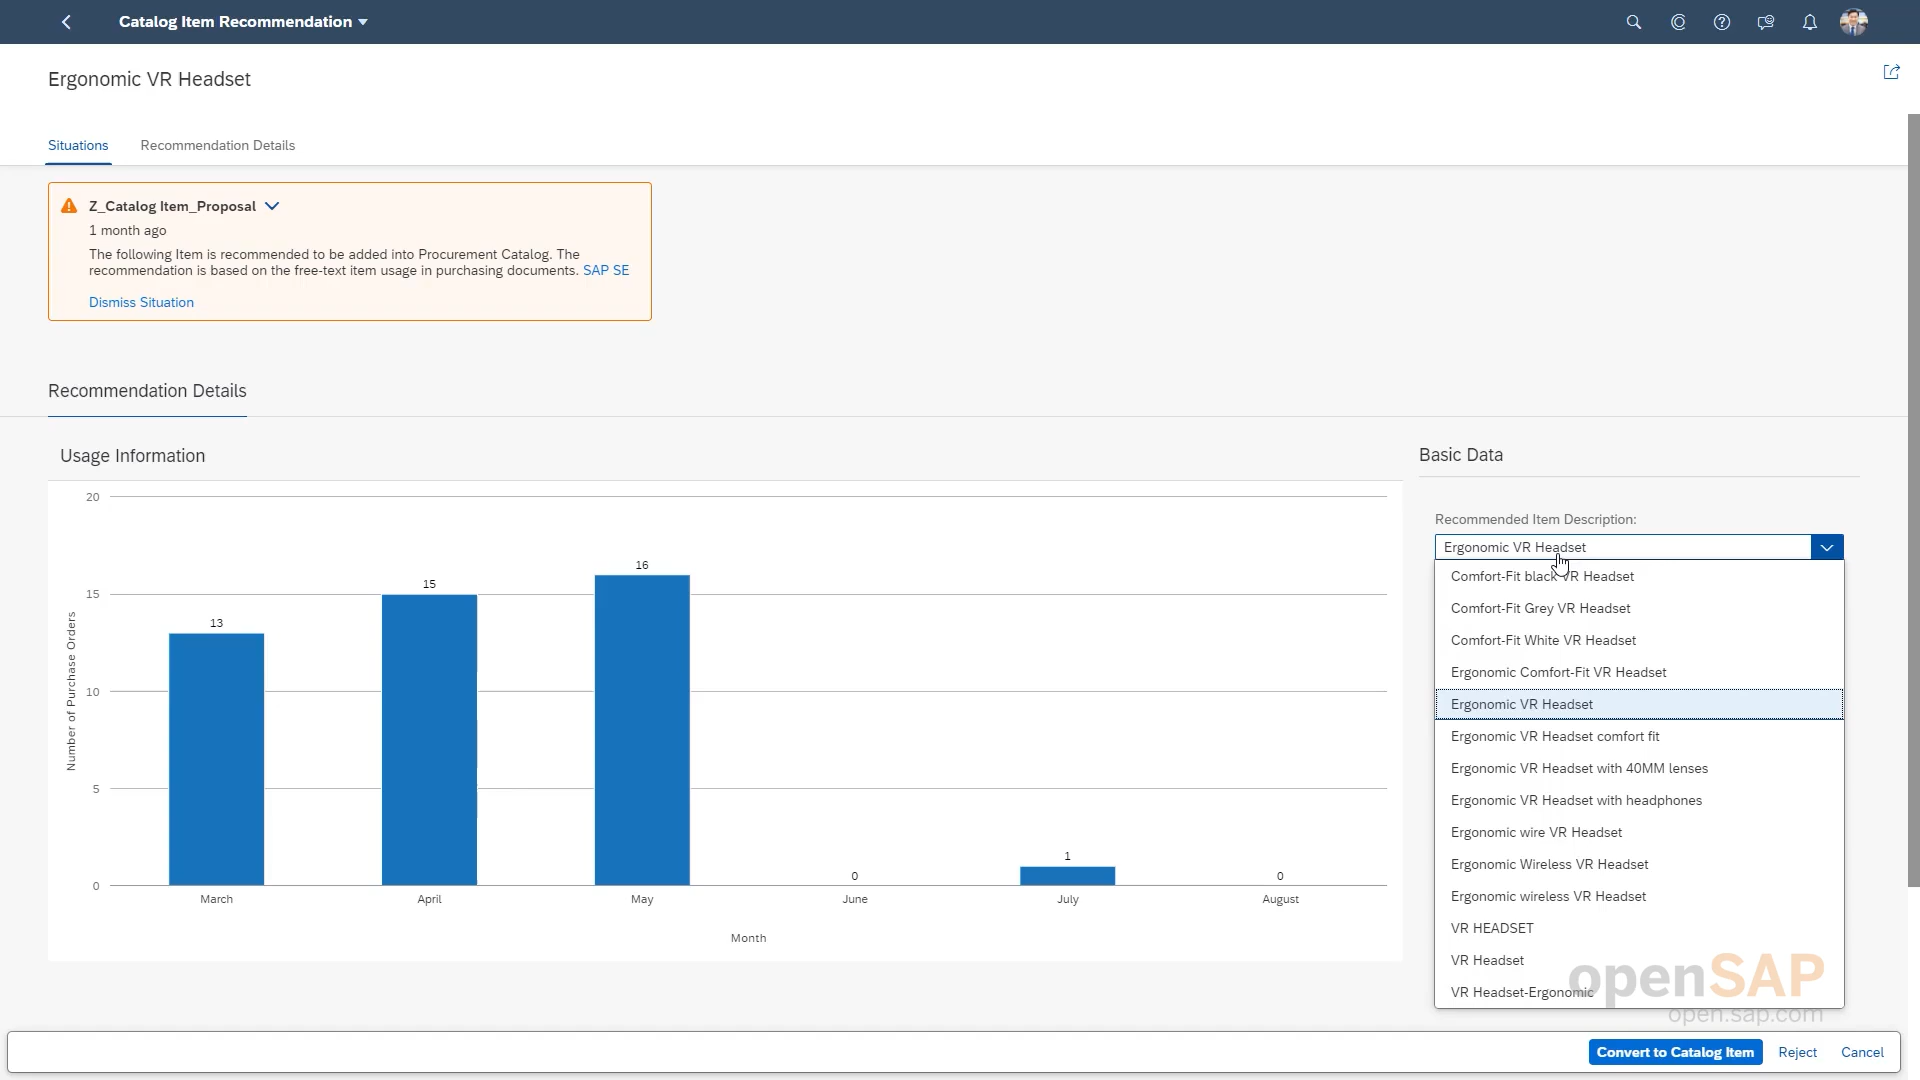 Catalog Item Recommendation
Ergonomic VR Headset
Situations
Recommendation Details
Z_Catalog Item_Proposal
1 month ago
The following Item is recommended to be added into Procurement Catalog. The
recommendation is based on the free-text item usage in purchasing documents. SAP SE
Dismiss Situation
Recommendation Details
Usage Information
20
15
10
5
0
Number of Purchase Orders
13
15
16
0
1
0
March
April
May
June
July
August
Month
Basic Data
Recommended Item Description:
Ergonomic VR Headset
Comfort-Fit black VR Headset
Comfort-Fit Grey VR Headset
Comfort-Fit White VR Headset
Ergonomic Comfort-Fit VR Headset
Ergonomic VR Headset
Ergonomic VR Headset comfort fit
Ergonomic VR Headset with 40MM lenses
Ergonomic VR Headset with headphones
Ergonomic wire VR Headset
Ergonomic Wireless VR Headset
Ergonomic wireless VR Headset
VR HEADSET
VR Headset
VR Headset-Ergonomic
openSAP
open.sap.com
Convert to Catalog Item
Reject
Cancel